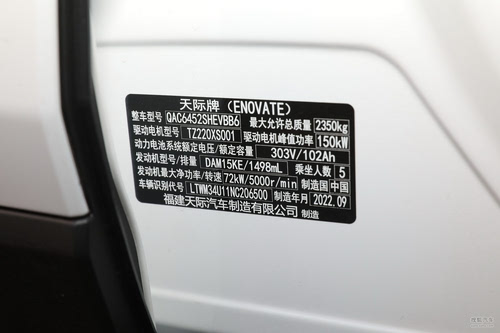 天际牌（ENOVATE）
整车型号 QAC6452SHEVBB6 最大允许总质量 2350kg
驱动电机型号 TZ220XS001 驱动电机峰值功率 150kW
动力电池系统额定电压/额定容量 303V/102Ah
发动机型号/排量 DAM15KE/1498mL 乘坐人数 5
发动机最大净功率/转速 72kW/5000r/min 制造国 中国
车辆识别代号 LTWM34U11NC206500 制造年月 2022.09
福建天际汽车制造有限公司 制造